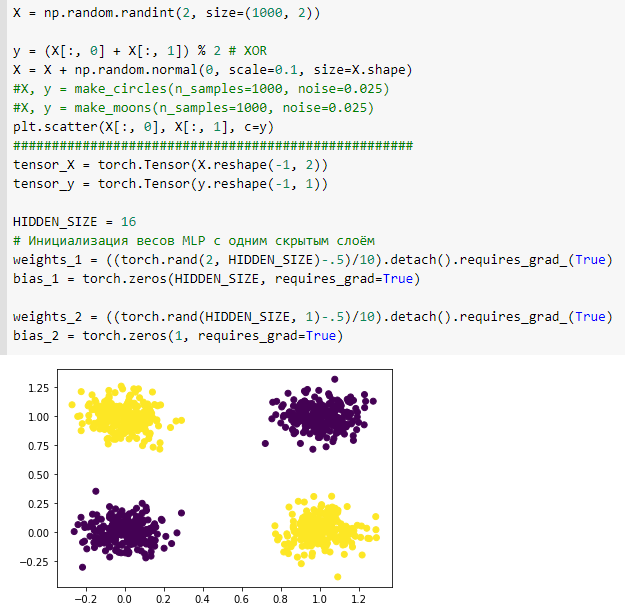 X = np.random.randint(2, size=(1000, 2))
y = (X[:, 0] + X[:, 1]) % 2 # XOR
X = X + np.random.normal(0, scale=0.1, size=X.shape)
#X, y = make_circles(n_samples=1000, noise=0.025)
#X, y = make_moons(n_samples=1000, noise=0.025)
plt.scatter(X[:, 0], X[:, 1], c=y)
####################################################
tensor_X = torch.Tensor(X.reshape(-1, 2))
tensor_y = torch.Tensor(y.reshape(-1, 1))
HIDDEN_SIZE = 16
# Инициализация весов MLP с одним скрытым слоём
weights_1 = ((torch.rand(2, HIDDEN_SIZE)-.5)/10).detach().requires_grad_(True)
bias_1 = torch.zeros(HIDDEN_SIZE, requires_grad=True)
weights_2 = ((torch.rand(HIDDEN_SIZE, 1)-.5)/10).detach().requires_grad_(True)
bias_2 = torch.zeros(1, requires_grad=True)
1.25
1.00
0.75
0.50
0.25
0.00
−0.25
−0.2 0.0 0.2 0.4 0.6 0.8 1.0 1.2